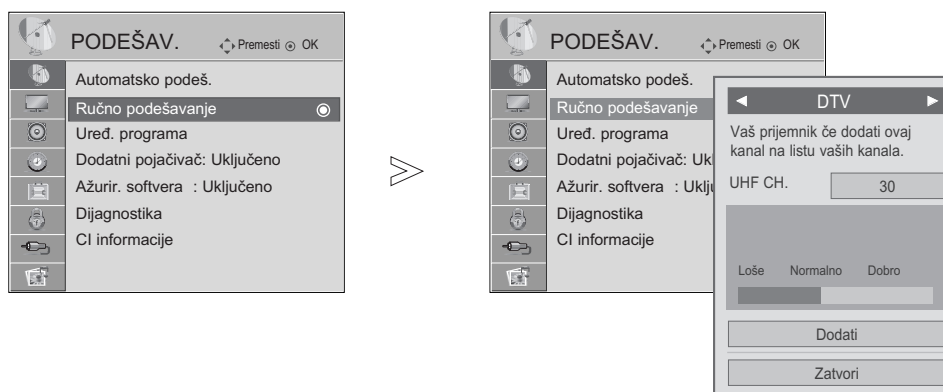 PODEŠAV.
Premesti OK
Automatsko podeš.
Ručno podešavanje
Uređ. programa
Dodatni pojačivač: Uključeno
Ažurir. softvera : Uključeno
Dijagnostika
CI informacije
PODEŠAV.
Premesti OK
Automatsko podeš.
Ručno podešavanje
Uređ. programa
Dodatni pojačivač: Uk
Ažurir. softvera : Uklju
Dijagnostika
CI informacije
DTV
Vaš prijemnik če dodati ovaj
kanal na listu vaših kanala.
UHF CH. 30
Loše Normalno Dobro
Dodati
Zatvori